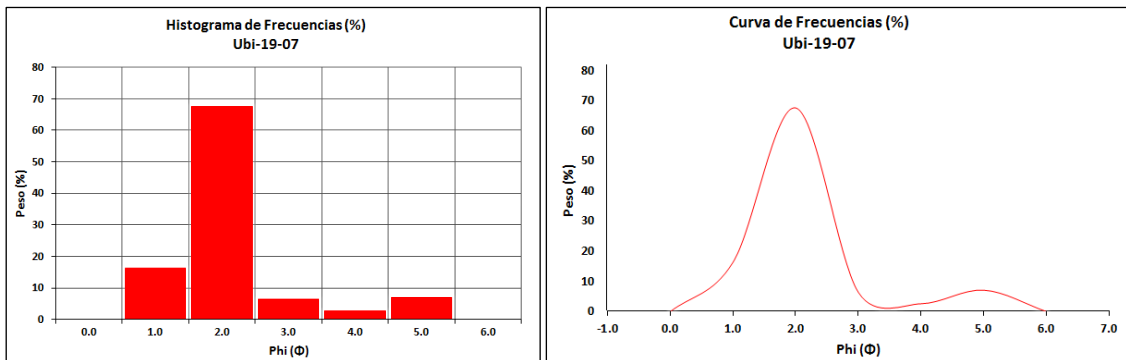 Histograma de Frecuencias (%)
Ubi-19-07
80
70
60
50
40
30
20
10
0
Peso (%)
0.0 1.0 2.0 3.0 4.0 5.0 6.0
Phi (Φ)
Curva de Frecuencias (%)
Ubi-19-07
80
70
60
50
40
30
20
10
0
Peso (%)
-1.0 0.0 1.0 2.0 3.0 4.0 5.0 6.0 7.0
Phi (Φ)